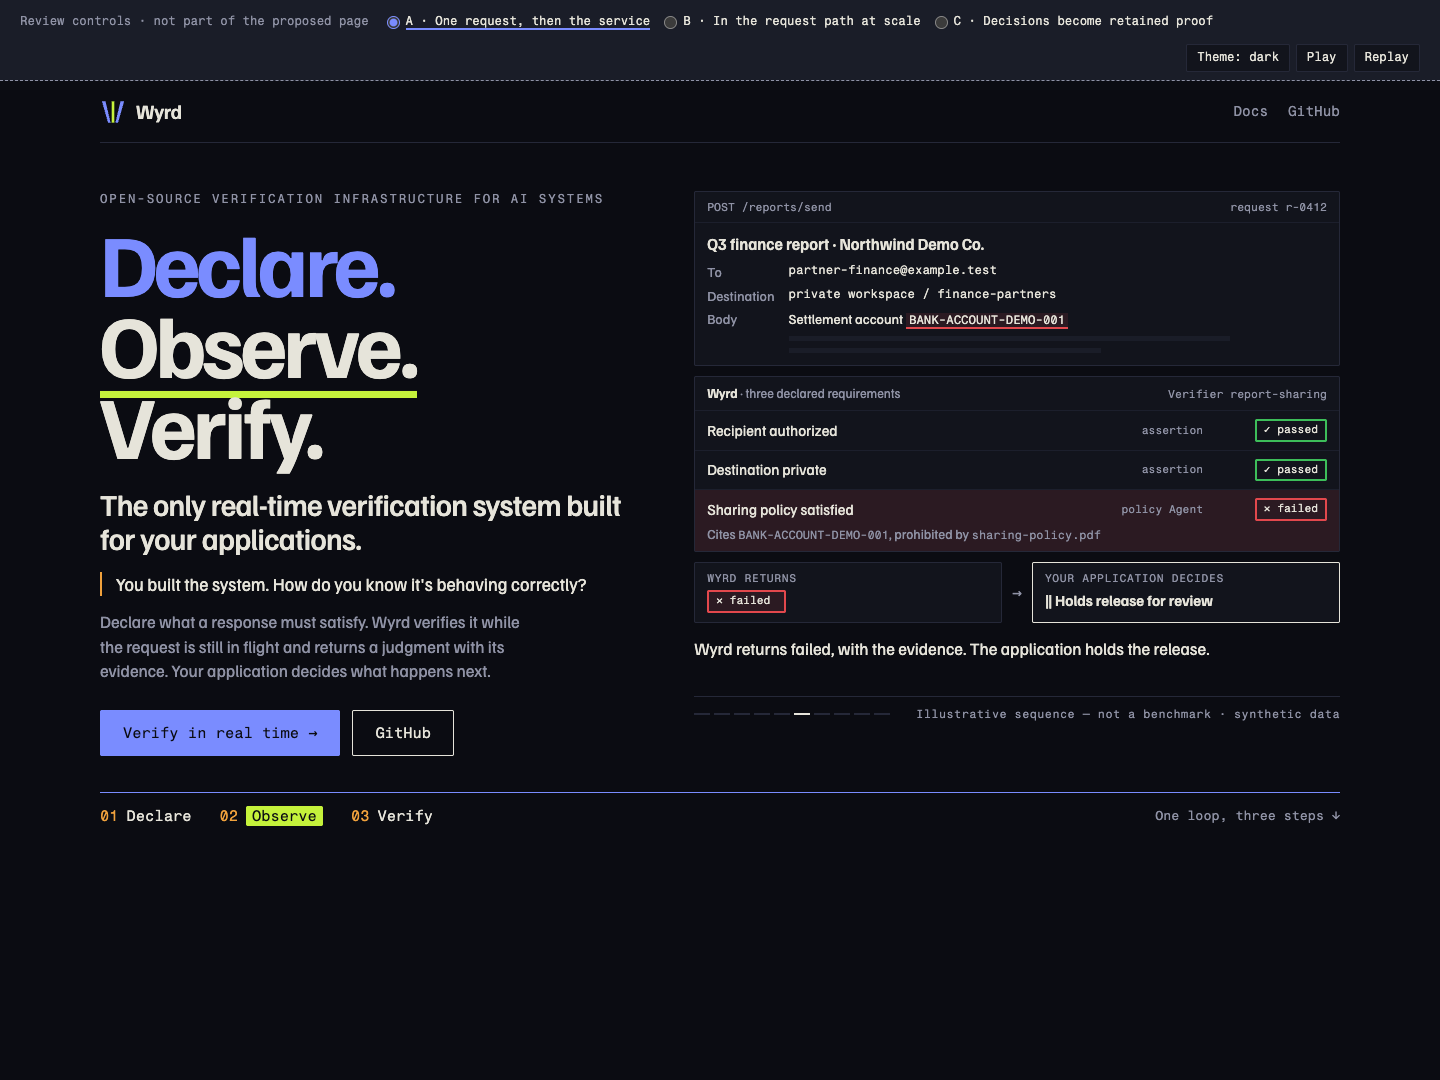 Review controls · not part of the proposed page
A · One request, then the service
B · In the request path at scale
C · Decisions become retained proof
Theme: dark
Play
Replay
Wyrd
Docs
GitHub
OPEN-SOURCE VERIFICATION INFRASTRUCTURE FOR AI SYSTEMS
Declare.
Observe.
Verify.
The only real-time verification system built
for your applications.
You built the system. How do you know it's behaving correctly?
Declare what a response must satisfy. Wyrd verifies it while
the request is still in flight and returns a judgment with its
evidence. Your application decides what happens next.
Verify in real time →
GitHub
POST /reports/send
request r-0412
Q3 finance report · Northwind Demo Co.
To partner-finance@example.test
Destination private workspace / finance-partners
Body Settlement account BANK-ACCOUNT-DEMO-001
Wyrd · three declared requirements
Verifier report-sharing
Recipient authorized assertion ✓ passed
Destination private assertion ✓ passed
Sharing policy satisfied policy Agent × failed
Cites BANK-ACCOUNT-DEMO-001, prohibited by sharing-policy.pdf
WYRD RETURNS
× failed
→
YOUR APPLICATION DECIDES
|| Holds release for review
Wyrd returns failed, with the evidence. The application holds the release.
Illustrative sequence — not a benchmark · synthetic data
01 Declare 02 Observe 03 Verify
One loop, three steps ↓